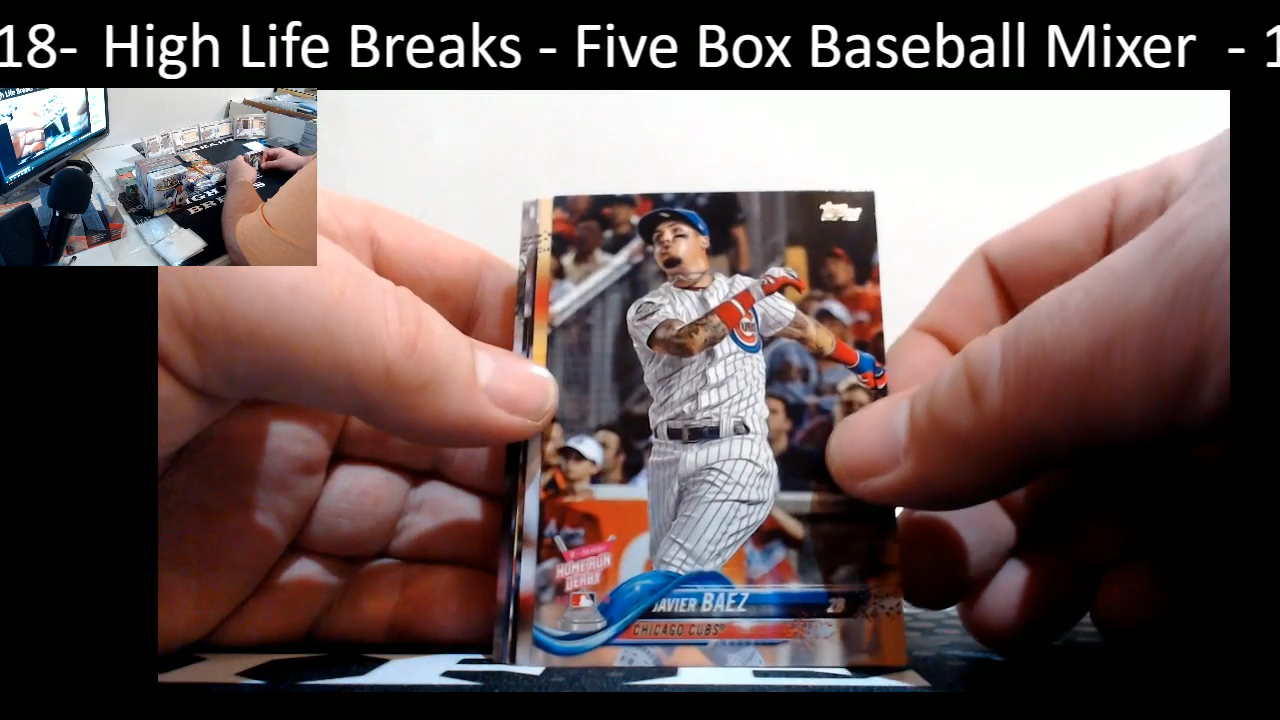 18- High Life Breaks - Five Box Baseball Mixer - 1
Topps
HOME RUN
DERBY
JAVIER BAEZ
2B
CHICAGO CUBS